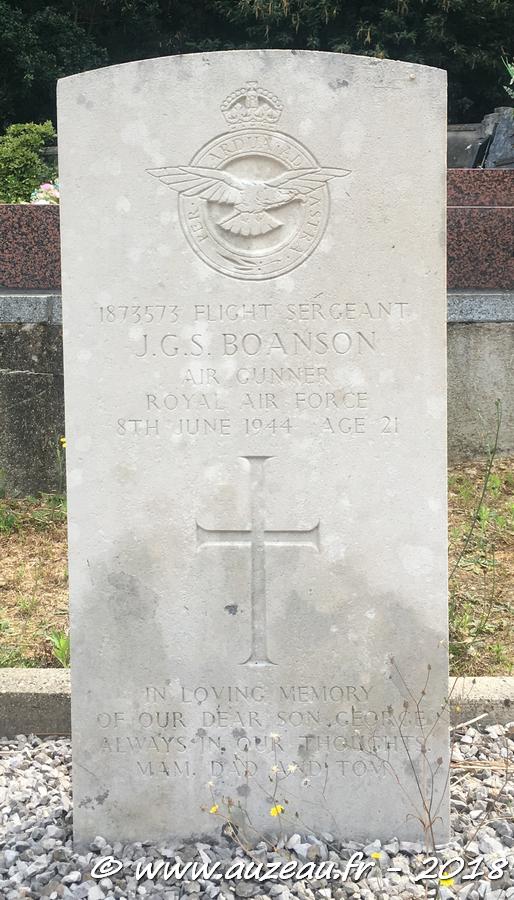 PER ARDUA AD ASTRA
1873573 FLIGHT SERGEANT
J.G.S. BOANSON
AIR GUNNER
ROYAL AIR FORCE
8TH JUNE 1944 AGE 21
IN LOVING MEMORY
OF OUR DEAR SON, GEORGE
ALWAYS IN OUR THOUGHTS
MAM, DAD AND TOM
© www.auzeau.fr - 2018